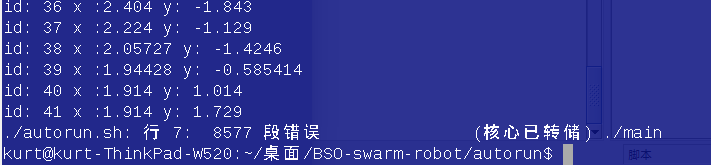 id: 36 x :2.404 y: -1.843
id: 37 x :2.224 y: -1.129
id: 38 x :2.05727 y: -1.4246
id: 39 x :1.94428 y: -0.585414
id: 40 x :1.914 y: 1.014
id: 41 x :1.914 y: 1.729
./autorun.sh: 行 7:  8577 段错误               (核心已转储) ./main
kurt@kurt-ThinkPad-W520:~/桌面/BSO-swarm-robot/autorun$
脚本